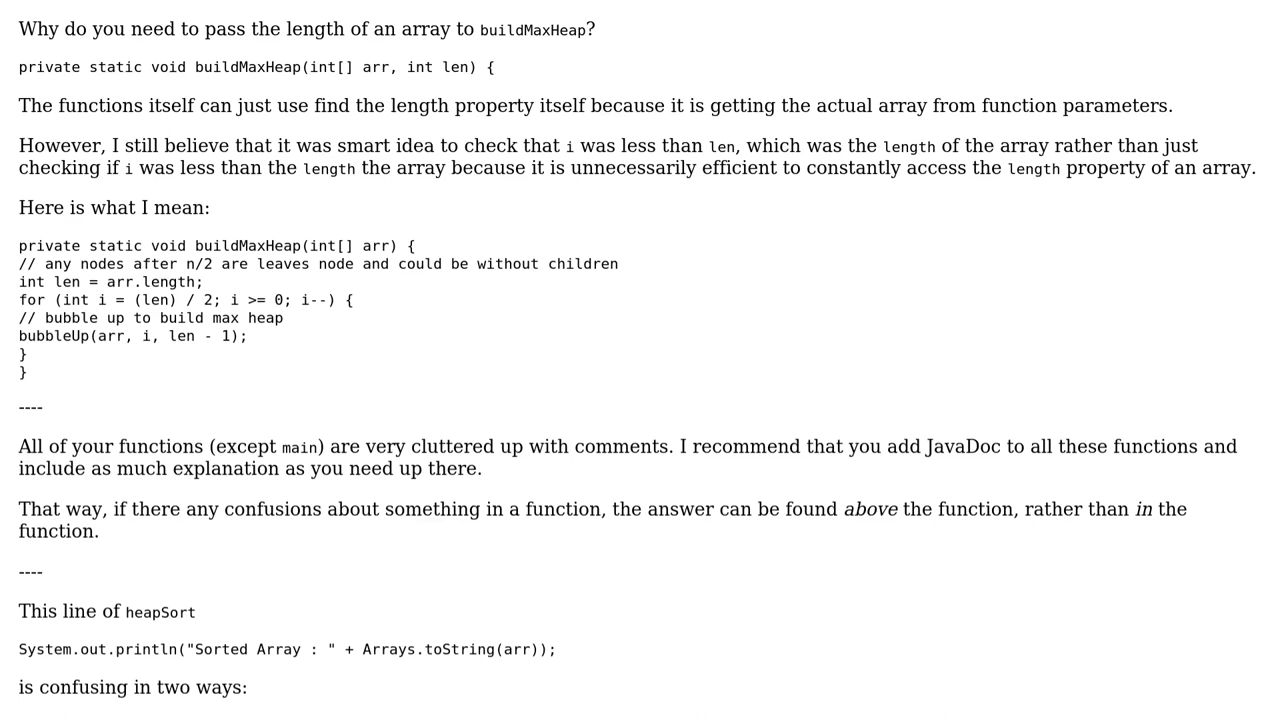 Why do you need to pass the length of an array to buildMaxHeap?
private static void buildMaxHeap(int[] arr, int len) {
The functions itself can just use find the length property itself because it is getting the actual array from function parameters.
However, I still believe that it was smart idea to check that i was less than len, which was the length of the array rather than just
checking if i was less than the length the array because it is unnecessarily efficient to constantly access the length property of an array.
Here is what I mean:
private static void buildMaxHeap(int[] arr) {
// any nodes after n/2 are leaves node and could be without children
int len = arr.length;
for (int i = (len) / 2; i >= 0; i--) {
// bubble up to build max heap
bubbleUp(arr, i, len - 1);
}
}
----
All of your functions (except main) are very cluttered up with comments. I recommend that you add JavaDoc to all these functions and
include as much explanation as you need up there.
That way, if there any confusions about something in a function, the answer can be found above the function, rather than in the
function.
----
This line of heapSort
System.out.println("Sorted Array : " + Arrays.toString(arr));
is confusing in two ways: